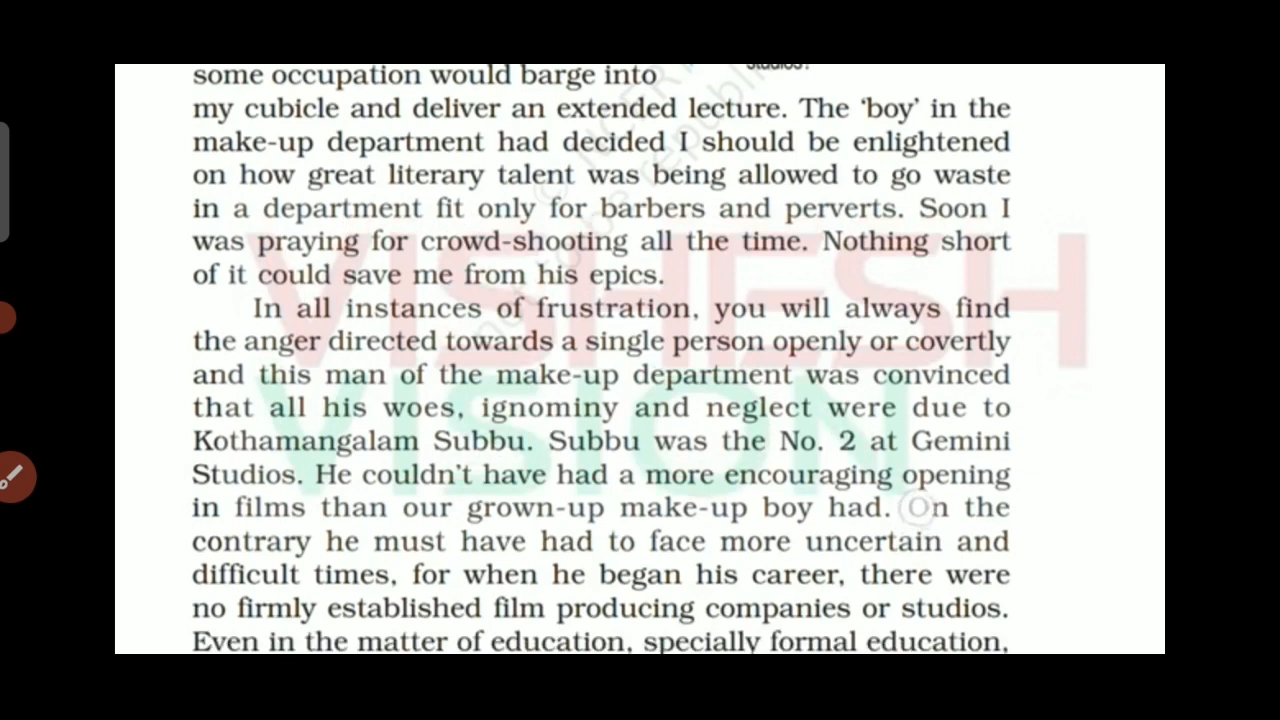 Studios?
some occupation would barge into
my cubicle and deliver an extended lecture. The ‘boy’ in the
make-up department had decided I should be enlightened
on how great literary talent was being allowed to go waste
in a department fit only for barbers and perverts. Soon I
was praying for crowd-shooting all the time. Nothing short
of it could save me from his epics.
In all instances of frustration, you will always find
the anger directed towards a single person openly or covertly
and this man of the make-up department was convinced
that all his woes, ignominy and neglect were due to
Kothamangalam Subbu. Subbu was the No. 2 at Gemini
Studios. He couldn’t have had a more encouraging opening
in films than our grown-up make-up boy had. On the
contrary he must have had to face more uncertain and
difficult times, for when he began his career, there were
no firmly established film producing companies or studios.
Even in the matter of education, specially formal education,
VISHESH
VISION